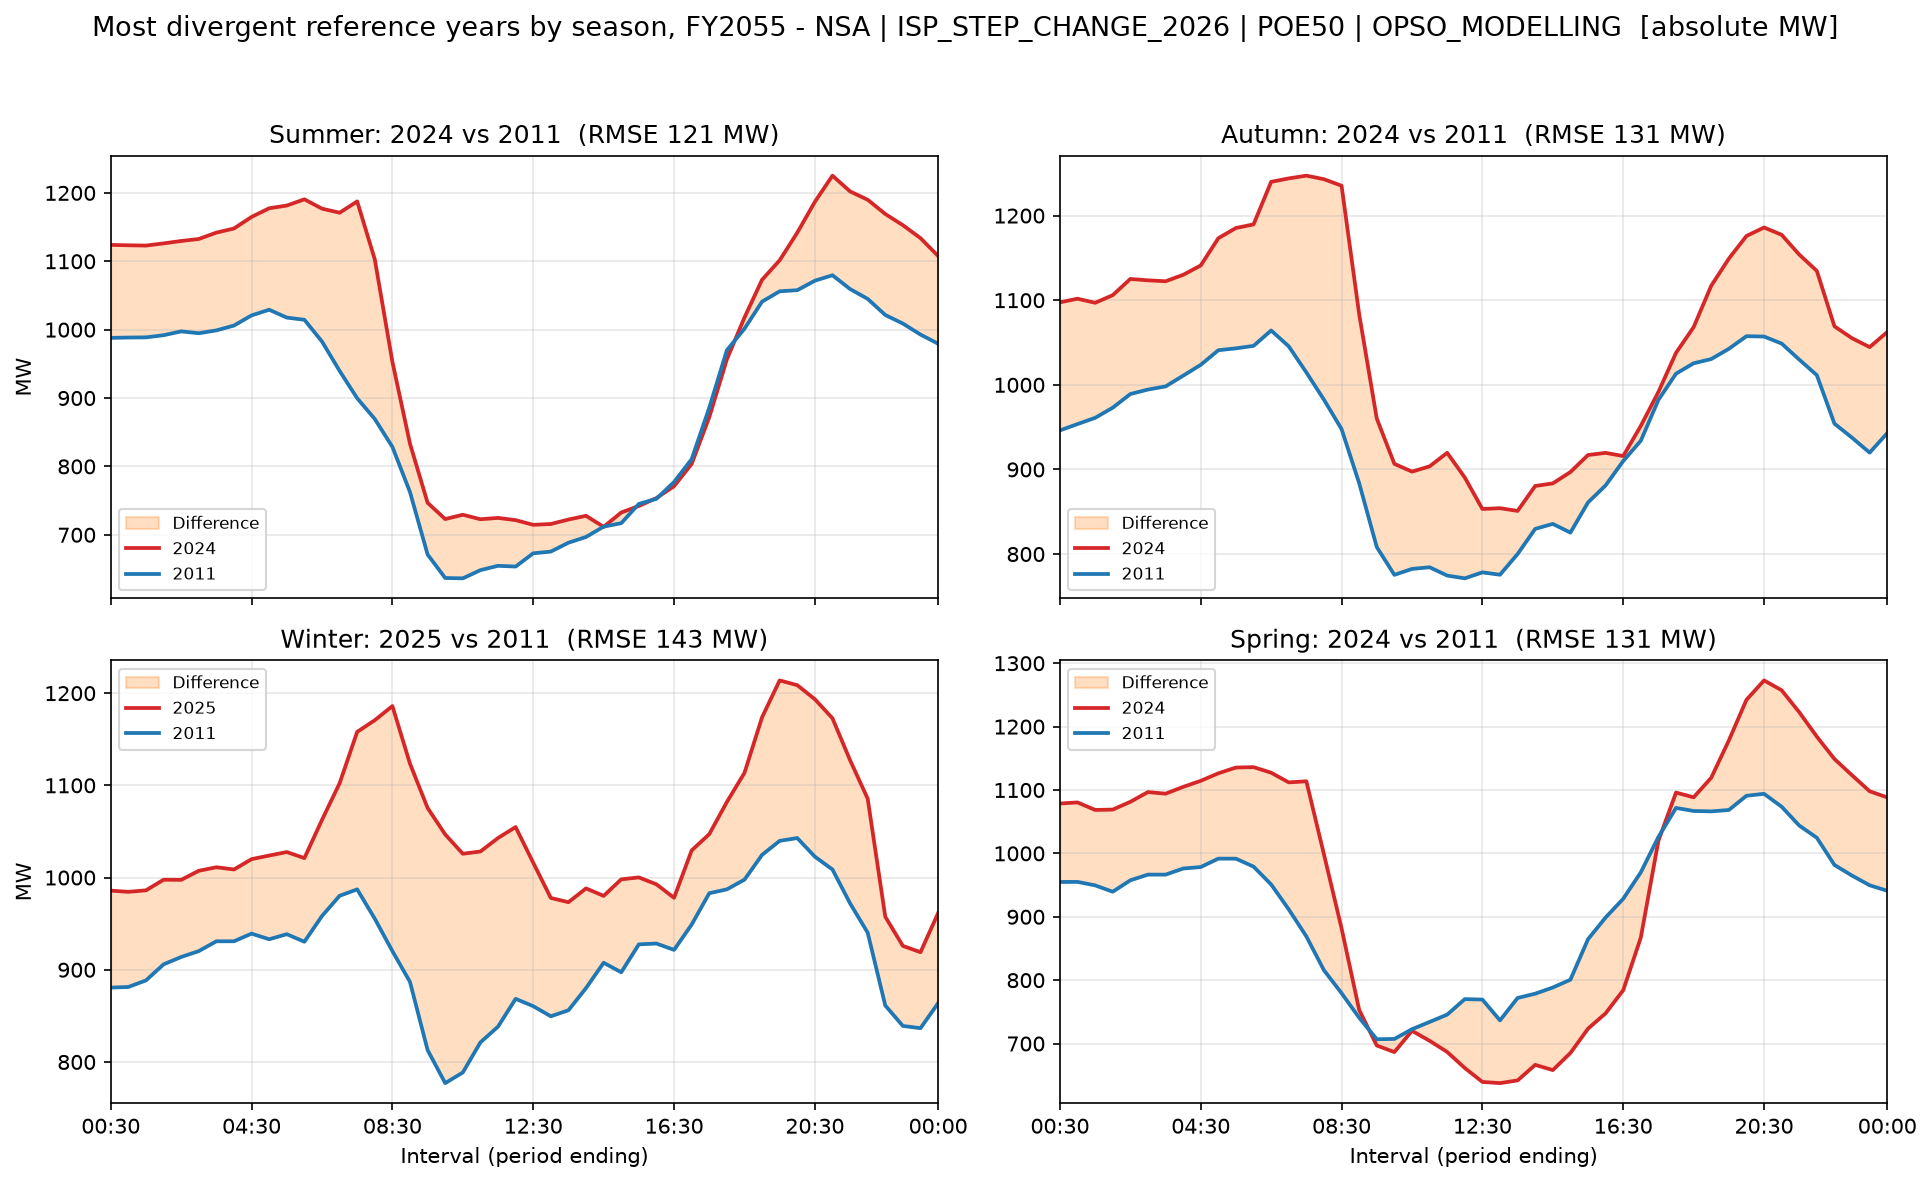 Most divergent reference years by season, FY2055 - NSA | ISP_STEP_CHANGE_2026 | POE50 | OPSO_MODELLING  [absolute MW]
Summer: 2024 vs 2011  (RMSE 121 MW)
MW
1200
1100
1000
900
800
700
Difference
2024
2011
Autumn: 2024 vs 2011  (RMSE 131 MW)
1200
1100
1000
900
800
Difference
2024
2011
Winter: 2025 vs 2011  (RMSE 143 MW)
MW
1200
1100
1000
900
800
Difference
2025
2011
00:30 04:30 08:30 12:30 16:30 20:30 00:00
Interval (period ending)
Spring: 2024 vs 2011  (RMSE 131 MW)
1300
1200
1100
1000
900
800
700
Difference
2024
2011
00:30 04:30 08:30 12:30 16:30 20:30 00:00
Interval (period ending)